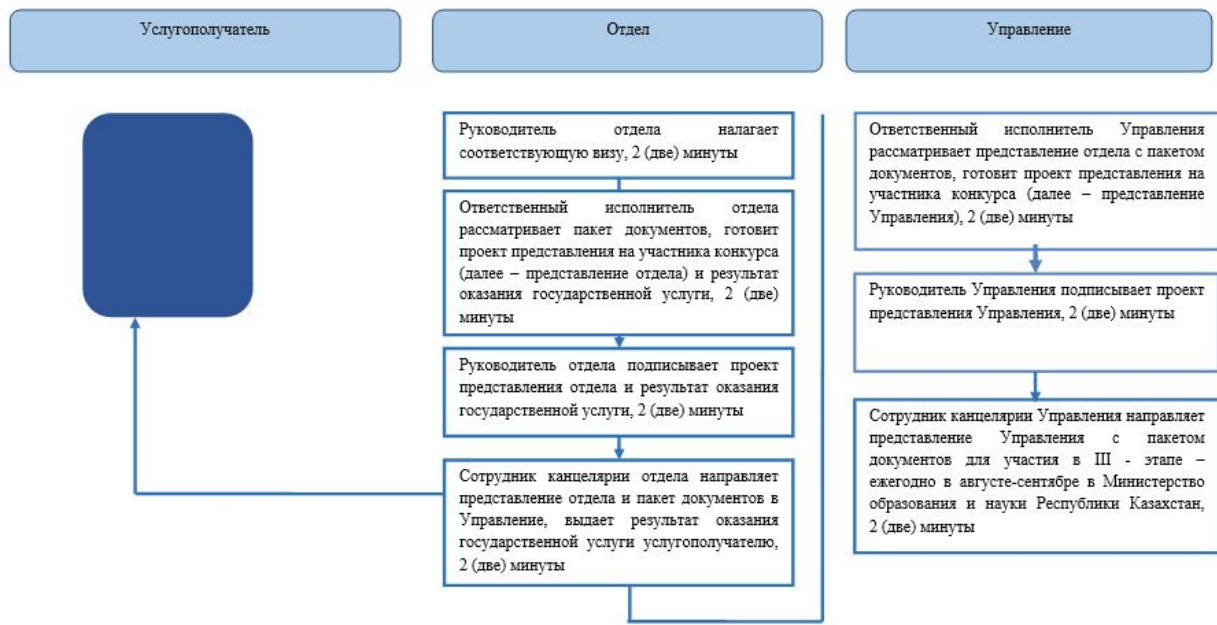 Услугополучатель
Отдел
Управление
Руководитель отдела налагает
соответствующую визу, 2 (две) минуты
Ответственный исполнитель отдела
рассматривает пакет документов, готовит
проект представления на участника конкурса
(далее – представление отдела) и результат
оказания государственной услуги, 2 (две)
минуты
Руководитель отдела подписывает проект
представления отдела и результат оказания
государственной услуги, 2 (две) минуты
Сотрудник канцелярии отдела направляет
представление отдела и пакет документов в
Управление, выдает результат оказания
государственной услуги услугополучателю,
2 (две) минуты
Ответственный исполнитель Управления
рассматривает представление отдела с пакетом
документов, готовит проект представления на
участника конкурса (далее – представление
Управления), 2 (две) минуты
Руководитель Управления подписывает проект
представления Управления, 2 (две) минуты
Сотрудник канцелярии Управления направляет
представление Управления с пакетом
документов для участия в III - этапе –
ежегодно в августе-сентябре в Министерство
образования и науки Республики Казахстан,
2 (две) минуты